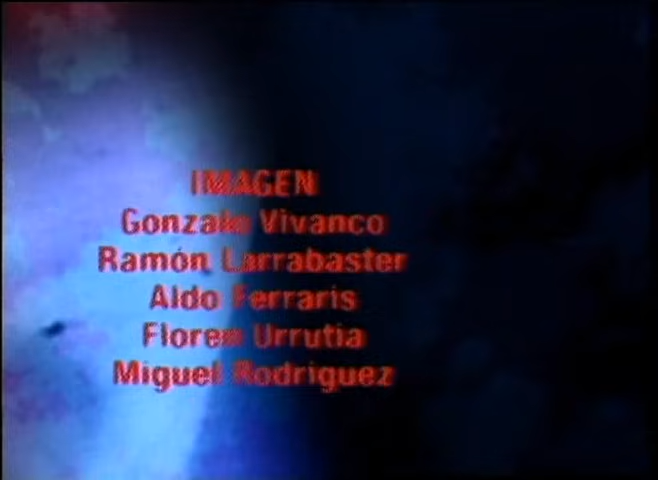 IMAGEN
Gonzalo Vivanco
Ramón Larrabaster
Aldo Ferraris
Floren Urrutia
Miguel Rodriguez